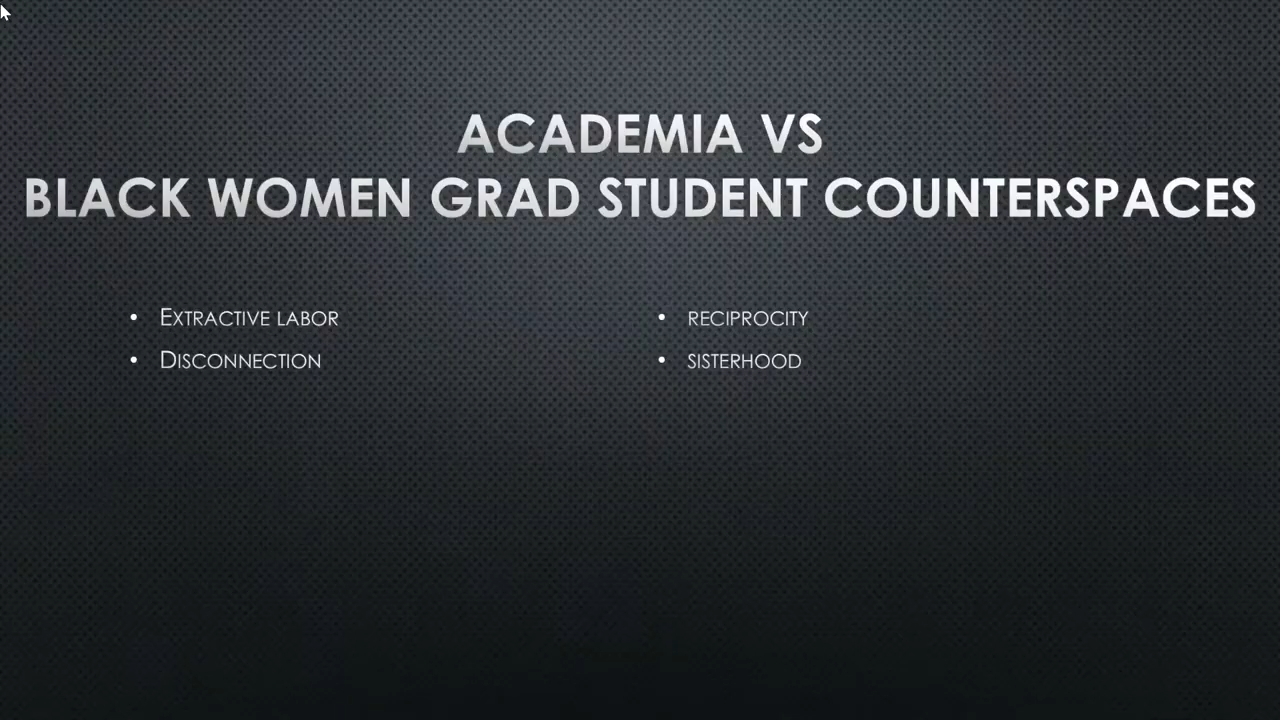 ACADEMIA VS
BLACK WOMEN GRAD STUDENT COUNTERSPACES
• EXTRACTIVE LABOR
• DISCONNECTION
• RECIPROCITY
• SISTERHOOD